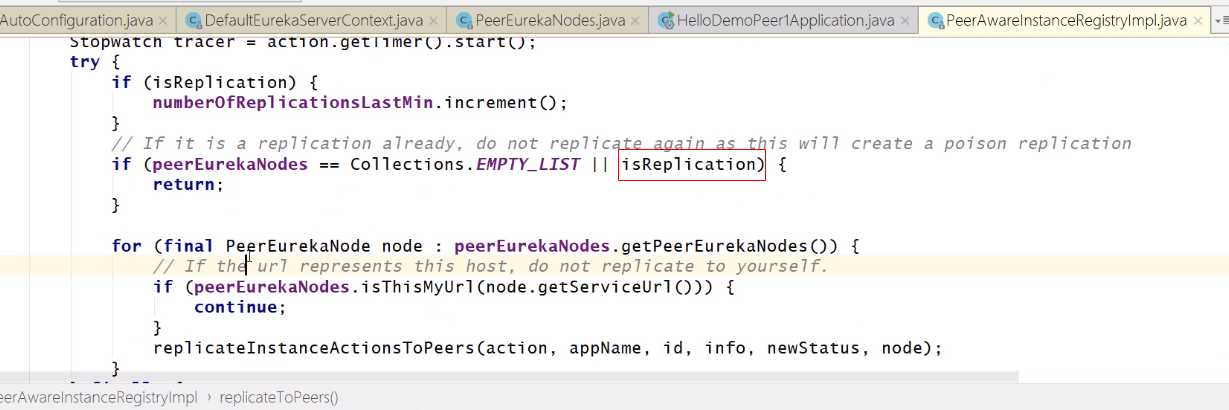 AutoConfiguration.java × DefaultEurekaServerContext.java × PeerEurekaNodes.java × HelloDemoPeer1Application.java × PeerAwareInstanceRegistryImpl.java ×
Stopwatch tracer = action.getTimer().start();
try {
if (isReplication) {
numberOfReplicationsLastMin.increment();
}
// If it is a replication already, do not replicate again as this will create a poison replication
if (peerEurekaNodes == Collections.EMPTY_LIST || isReplication) {
return;
}
for (final PeerEurekaNode node : peerEurekaNodes.getPeerEurekaNodes()) {
// If the url represents this host, do not replicate to yourself.
if (peerEurekaNodes.isThisMyUrl(node.getServiceUrl())) {
continue;
}
replicateInstanceActionsToPeers(action, appName, id, info, newStatus, node);
}
eerAwareInstanceRegistryImpl › replicateToPeers()